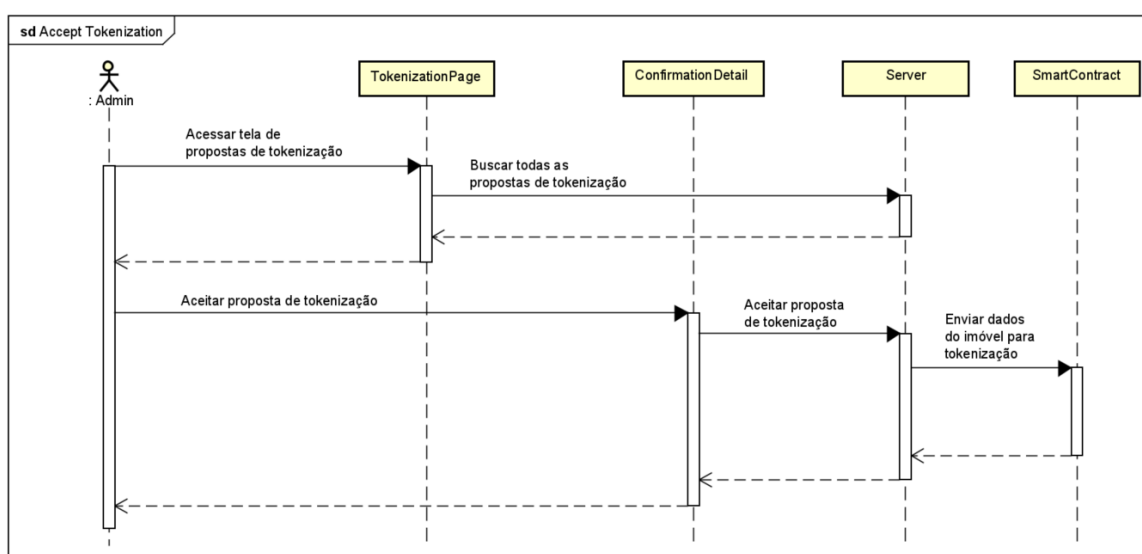 sd Accept Tokenization
: Admin
TokenizationPage
ConfirmationDetail
Server
SmartContract
Acessar tela de
propostas de tokenização
Buscar todas as
propostas de tokenização
Aceitar proposta de tokenização
Aceitar proposta
de tokenização
Enviar dados
do imóvel para
tokenização